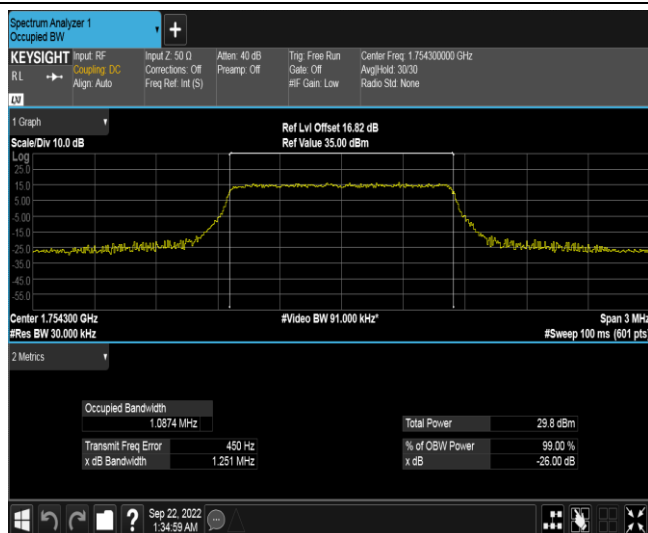 Spectrum Analyzer 1
Occupied BW
+
KEYSIGHT
RL
LXI
Input: RF
Coupling: DC
Align: Auto
Input Z: 50 Ω
Corrections: Off
Freq Ref: Int (S)
Atten: 40 dB
Preamp: Off
Trig: Free Run
Gate: Off
#IF Gain: Low
Center Freq: 1.754300000 GHz
Avg|Hold: 30/30
Radio Std: None
1 Graph
Scale/Div 10.0 dB
Ref Lvl Offset 16.82 dB
Ref Value 35.00 dBm
Log
25.0
15.0
5.00
-5.00
-15.0
-25.0
-35.0
-45.0
-55.0
Center 1.754300 GHz
#Res BW 30.000 kHz
#Video BW 91.000 kHz*
Span 3 MHz
#Sweep 100 ms (601 pts)
2 Metrics
Occupied Bandwidth
1.0874 MHz
Transmit Freq Error 450 Hz
x dB Bandwidth 1.251 MHz
Total Power 29.8 dBm
% of OBW Power 99.00 %
x dB -26.00 dB
?
Sep 22, 2022
1:34:59 AM